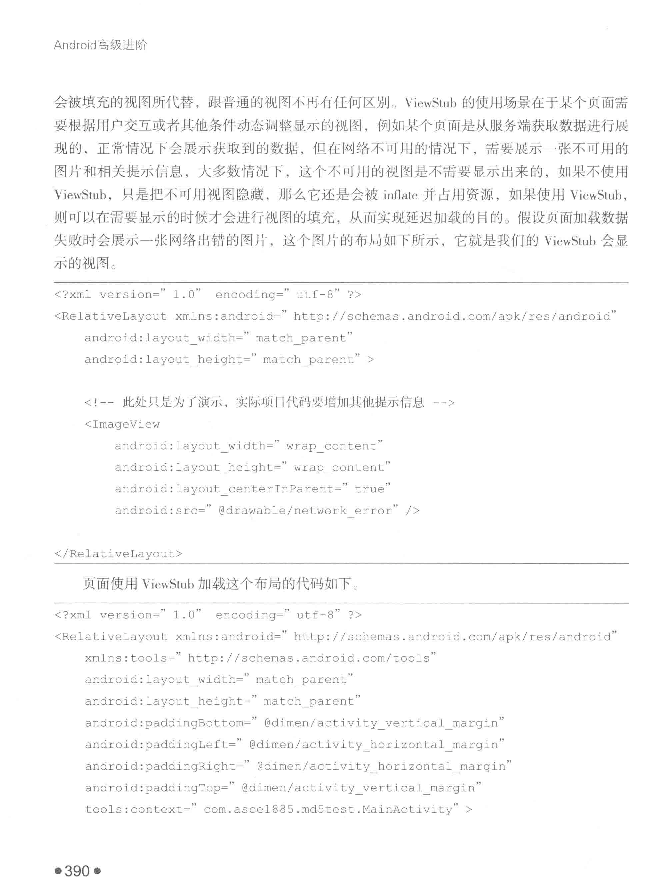 Android高级进阶
会被填充的视图所代替，跟普通的视图不再有任何区别。ViewStub 的使用场景在于某个页面需
要根据用户交互或者其他条件动态调整显示的视图，例如某个页面是从服务端获取数据进行展
现的，正常情况下会展示获取到的数据，但在网络不可用的情况下，需要展示一张不可用的
图片和相关提示信息，大多数情况下，这个不可用的视图是不需要显示出来的，如果不使用
ViewStub，只是把不可用视图隐藏，那么它还是会被 inflate 并占用资源，如果使用 ViewStub，
则可以在需要显示的时候才会进行视图的填充，从而实现延迟加载的目的。假设页面加载数据
失败时会展示一张网络出错的图片，这个图片的布局如下所示，它就是我们的 ViewStub 会显
示的视图。
<?xml version=”1.0” encoding=”utf-8”?>
<RelativeLayout xmlns:android=”http://schemas.android.com/apk/res/android”
android:layout_width=”match_parent”
android:layout_height=”match_parent” >
<!-- 此处只是为了演示，实际项目代码要增加其他提示信息 -->
<ImageView
android:layout_width=”wrap_content”
android:layout_height=”wrap_content”
android:layout_centerInParent=”true”
android:src=”@drawable/network_error” />
</RelativeLayout>
页面使用 ViewStub 加载这个布局的代码如下。
<?xml version=”1.0” encoding=”utf-8”?>
<RelativeLayout xmlns:android=”http://schemas.android.com/apk/res/android”
xmlns:tools=”http://schemas.android.com/tools”
android:layout_width=”match_parent”
android:layout_height=”match_parent”
android:paddingBottom=”@dimen/activity_vertical_margin”
android:paddingLeft=”@dimen/activity_horizontal_margin”
android:paddingRight=”@dimen/activity_horizontal_margin”
android:paddingTop=”@dimen/activity_vertical_margin”
tools:context=”com.asce1885.md5test.MainActivity” >
●390●